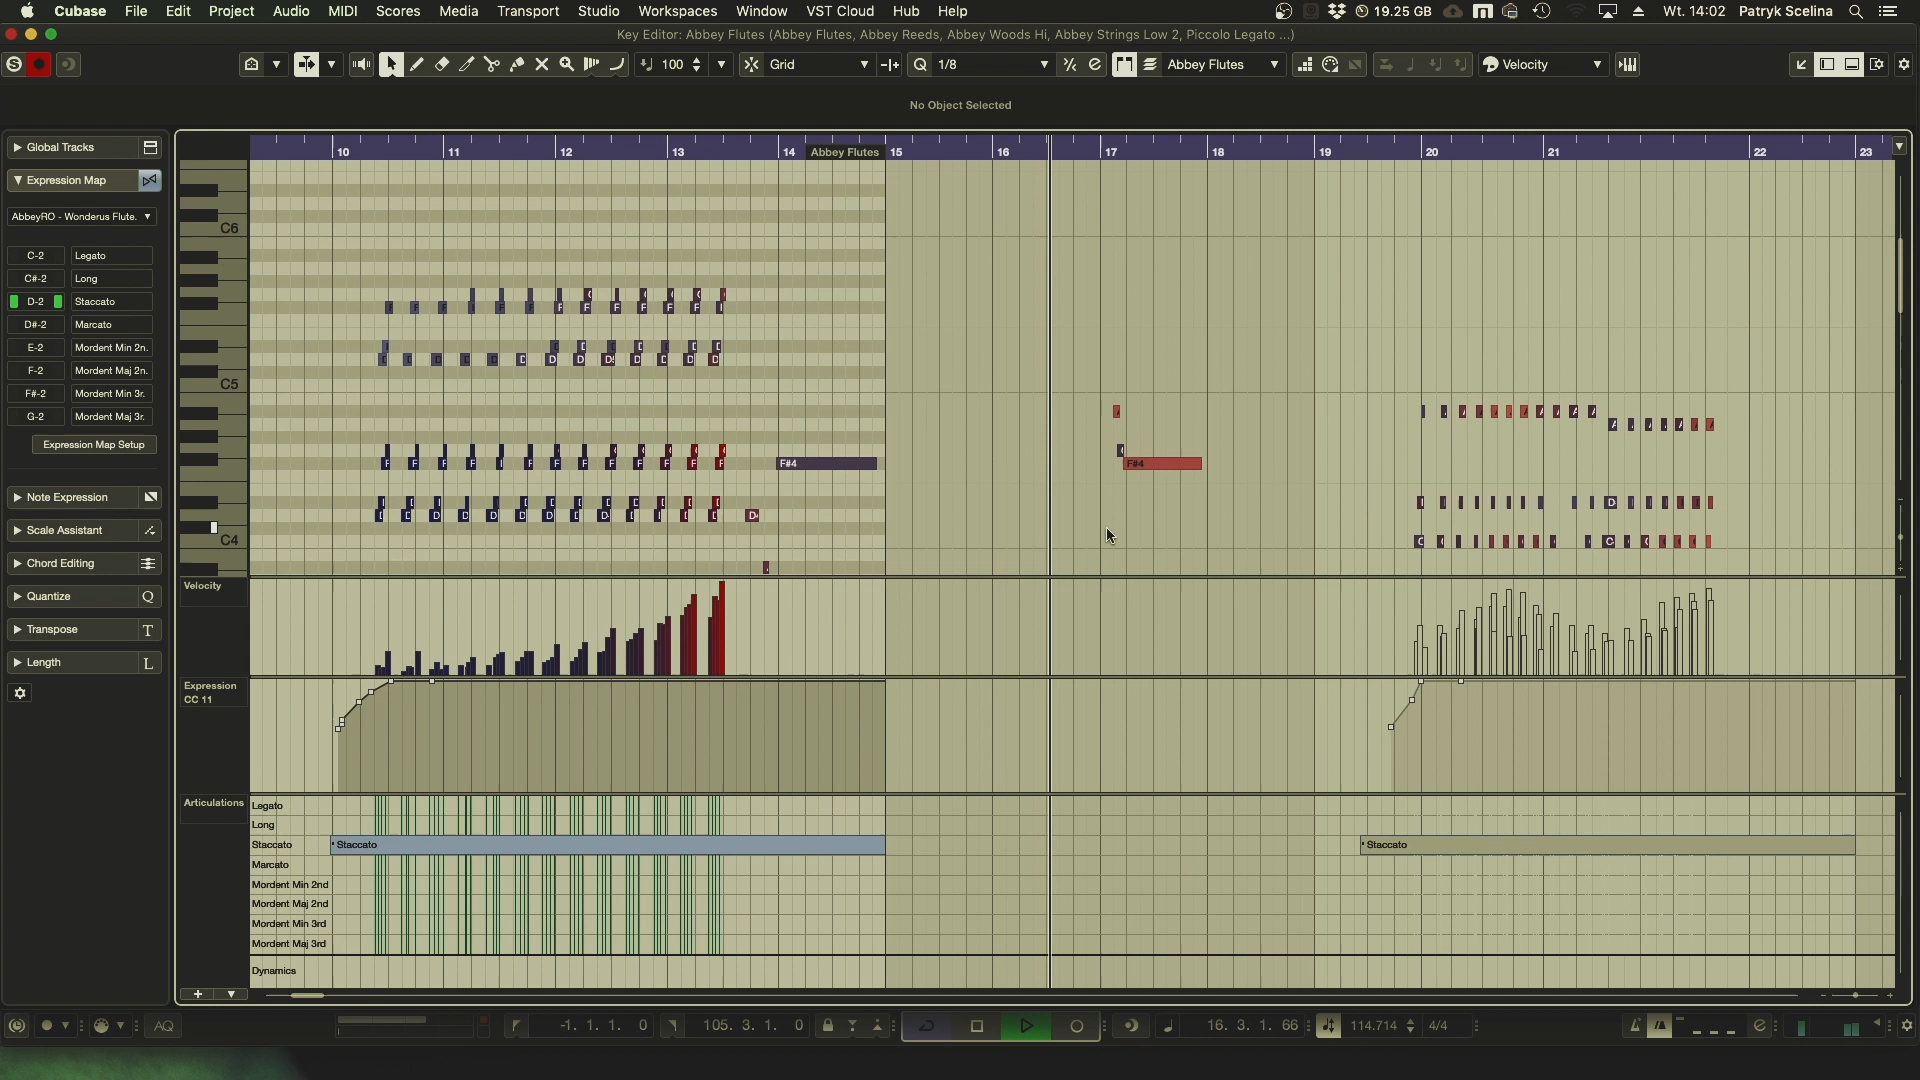 Cubase File Edit Project Audio MIDI Scores Media Transport Studio Workspaces Window VST Cloud Hub Help 19.25 GB Wt. 14:02 Patryk Scelina
Key Editor: Abbey Flutes (Abbey Flutes, Abbey Reeds, Abbey Woods Hi, Abbey Strings Low 2, Piccolo Legato ...)
S 100 Grid Q 1/8 Abbey Flutes Velocity
No Object Selected
Global Tracks
Expression Map
AbbeyRO - Wonderus Flute.
C-2 Legato
C#-2 Long
D-2 Staccato
D#-2 Marcato
E-2 Mordent Min 2n.
F-2 Mordent Maj 2n.
F#-2 Mordent Min 3r.
G-2 Mordent Maj 3r.
Expression Map Setup
Note Expression
Scale Assistant
Chord Editing
Quantize Q
Transpose T
Length L
10 11 12 13 14 Abbey Flutes 15 16 17 18 19 20 21 22 23
C6
C5
F#4 F#4
C4
Velocity
Expression
CC 11
Articulations
Legato
Long
Staccato Staccato Staccato
Marcato
Mordent Min 2nd
Mordent Maj 2nd
Mordent Min 3rd
Mordent Maj 3rd
Dynamics
AQ -1. 1. 1. 0 105. 3. 1. 0 16. 3. 1. 66 114.714 4/4